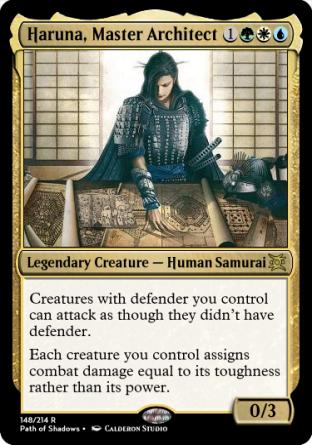 Haruna, Master Architect 1
Legendary Creature — Human Samurai
Creatures with defender you control
can attack as though they didn't have
defender.
Each creature you control assigns
combat damage equal to its toughness
rather than its power.
0/3
148/214 R
Path of Shadows • Calderon Studio